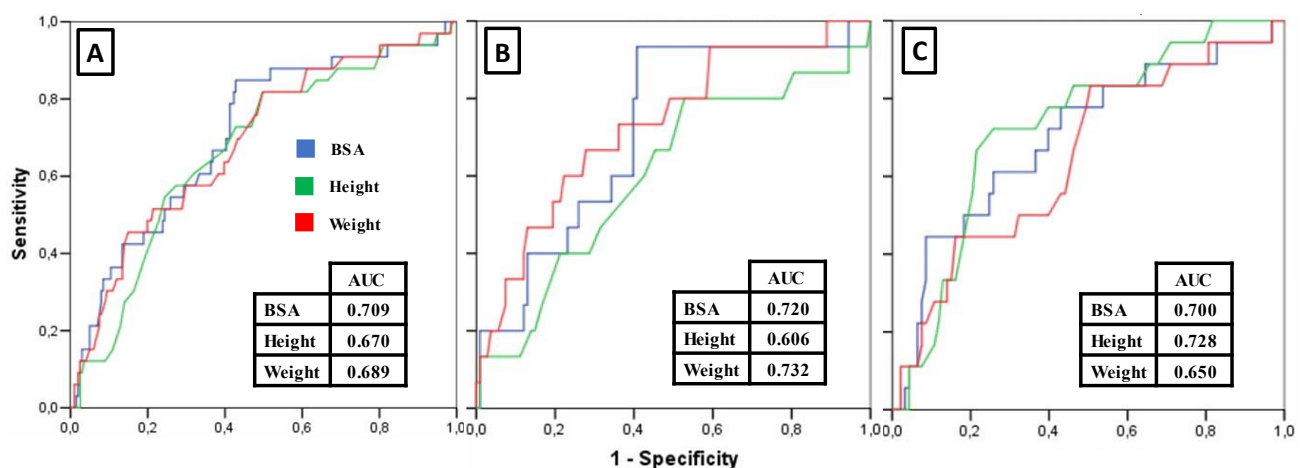 A
B
C
Sensitivity
1,0
0,8
0,6
0,4
0,2
0,0
BSA
Height
Weight
AUC
BSA 0.709
Height 0.670
Weight 0.689
AUC
BSA 0.720
Height 0.606
Weight 0.732
AUC
BSA 0.700
Height 0.728
Weight 0.650
0,0 0,2 0,4 0,6 0,8 1,0
0,0 0,2 0,4 0,6 0,8 1,0
0,2 0,4 0,6 0,8 1,0
1 - Specificity